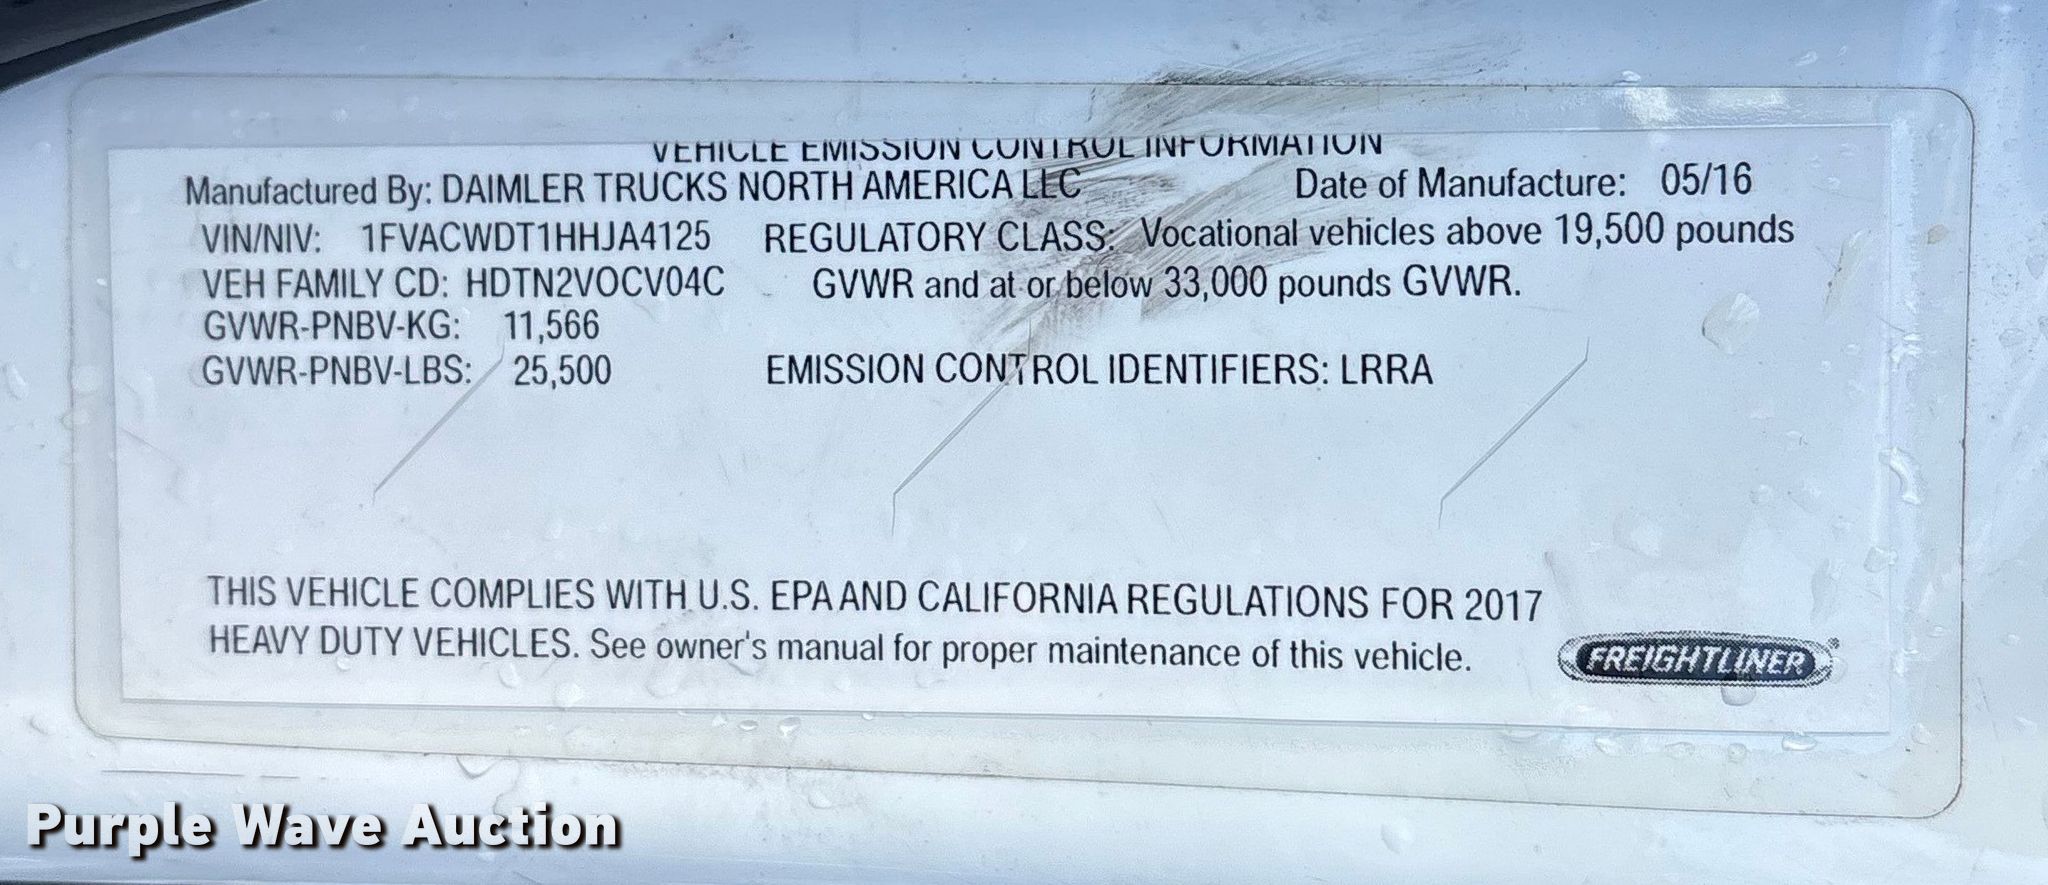 VEHICLE EMISSION CONTROL INFORMATION
Manufactured By: DAIMLER TRUCKS NORTH AMERICA LLC Date of Manufacture: 05/16
VIN/NIV: 1FVACWDT1HHJA4125 REGULATORY CLASS: Vocational vehicles above 19,500 pounds
VEH FAMILY CD: HDTN2VOCV04C GVWR and at or below 33,000 pounds GVWR.
GVWR-PNBV-KG: 11,566
GVWR-PNBV-LBS: 25,500 EMISSION CONTROL IDENTIFIERS: LRRA
THIS VEHICLE COMPLIES WITH U.S. EPA AND CALIFORNIA REGULATIONS FOR 2017
HEAVY DUTY VEHICLES. See owner's manual for proper maintenance of this vehicle.
FREIGHTLINER
Purple Wave Auction